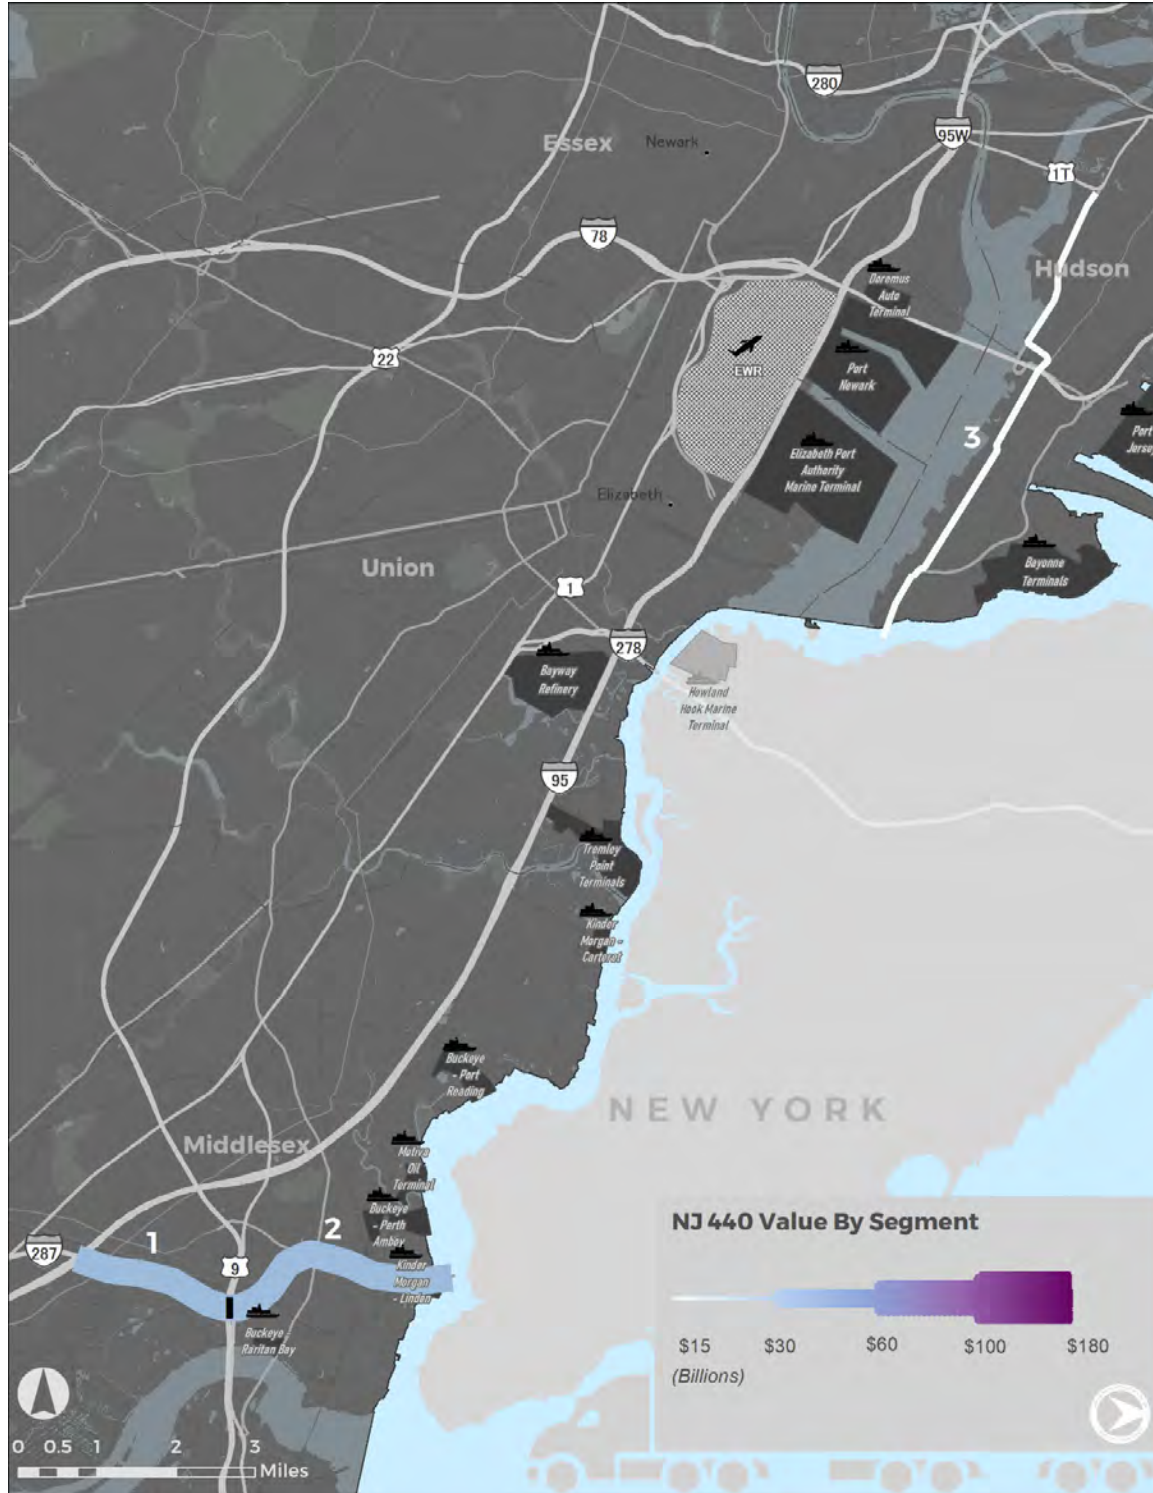 280
Essex
Newark
95W
1T
78
Hudson
Doremus
Auto
Terminal
22
EWR
Port
Newark
Port
Jersey
3
Elizabeth Port
Authority
Marine Terminal
Elizabeth
Union
Bayonne
Terminals
1
278
Bayway
Refinery
Howland
Hook Marine
Terminal
95
Tremley
Point
Terminals
Kinder
Morgan -
Carteret
Buckeye
- Port
Reading
NEW YORK
Middlesex
Motiva
Oil
Terminal
Buckeye
- Perth
Amboy
287
1
2
9
Kinder
Morgan
- Linden
Buckeye
Raritan Bay
NJ 440 Value By Segment
$15 $30 $60 $100 $180
(Billions)
0 0.5 1 2 3
Miles